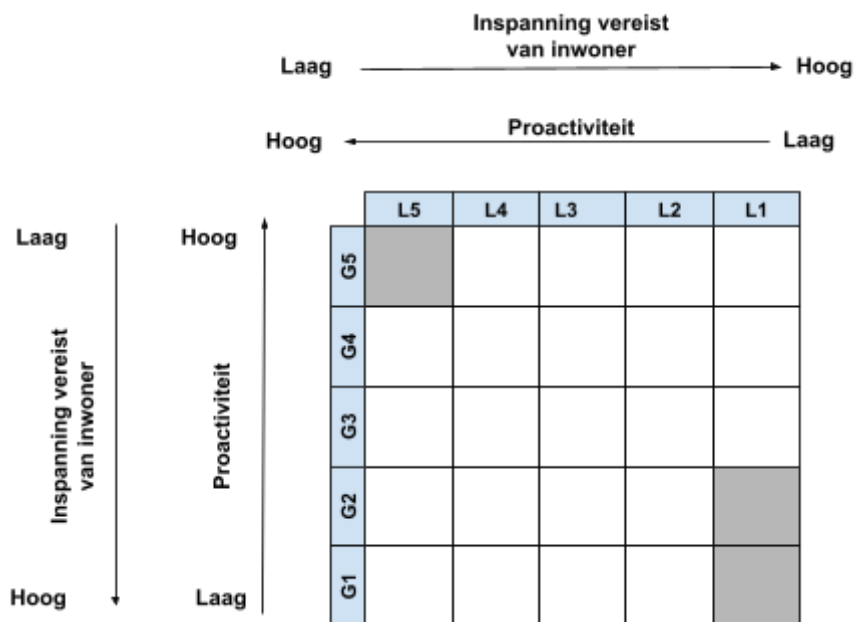 Inspanning vereist
van inwoner
Laag
Hoog
Proactiviteit
Hoog
Laag
L5 L4 L3 L2 L1
Laag
Hoog
G5
G4
G3
G2
G1
Inspanning vereist
van inwoner
Proactiviteit
Hoog
Laag